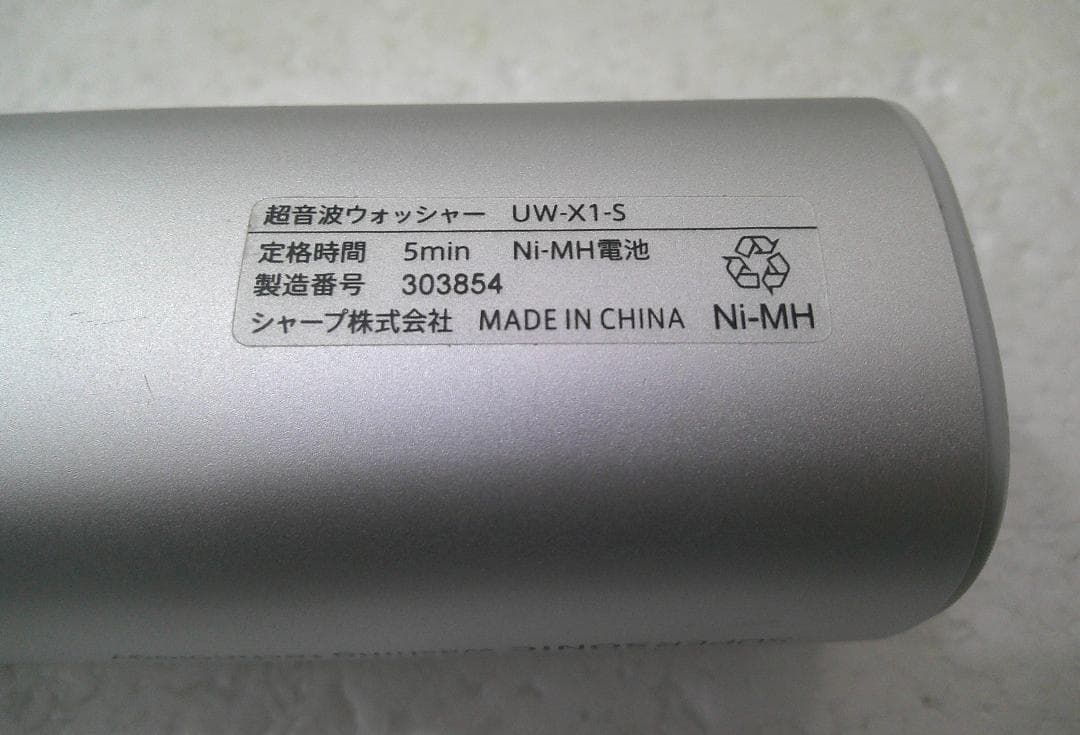 超音波ウォッシャー UW-X1-S
定格時間 5min Ni-MH電池
製造番号 303854
シャープ株式会社 MADE IN CHINA Ni-MH